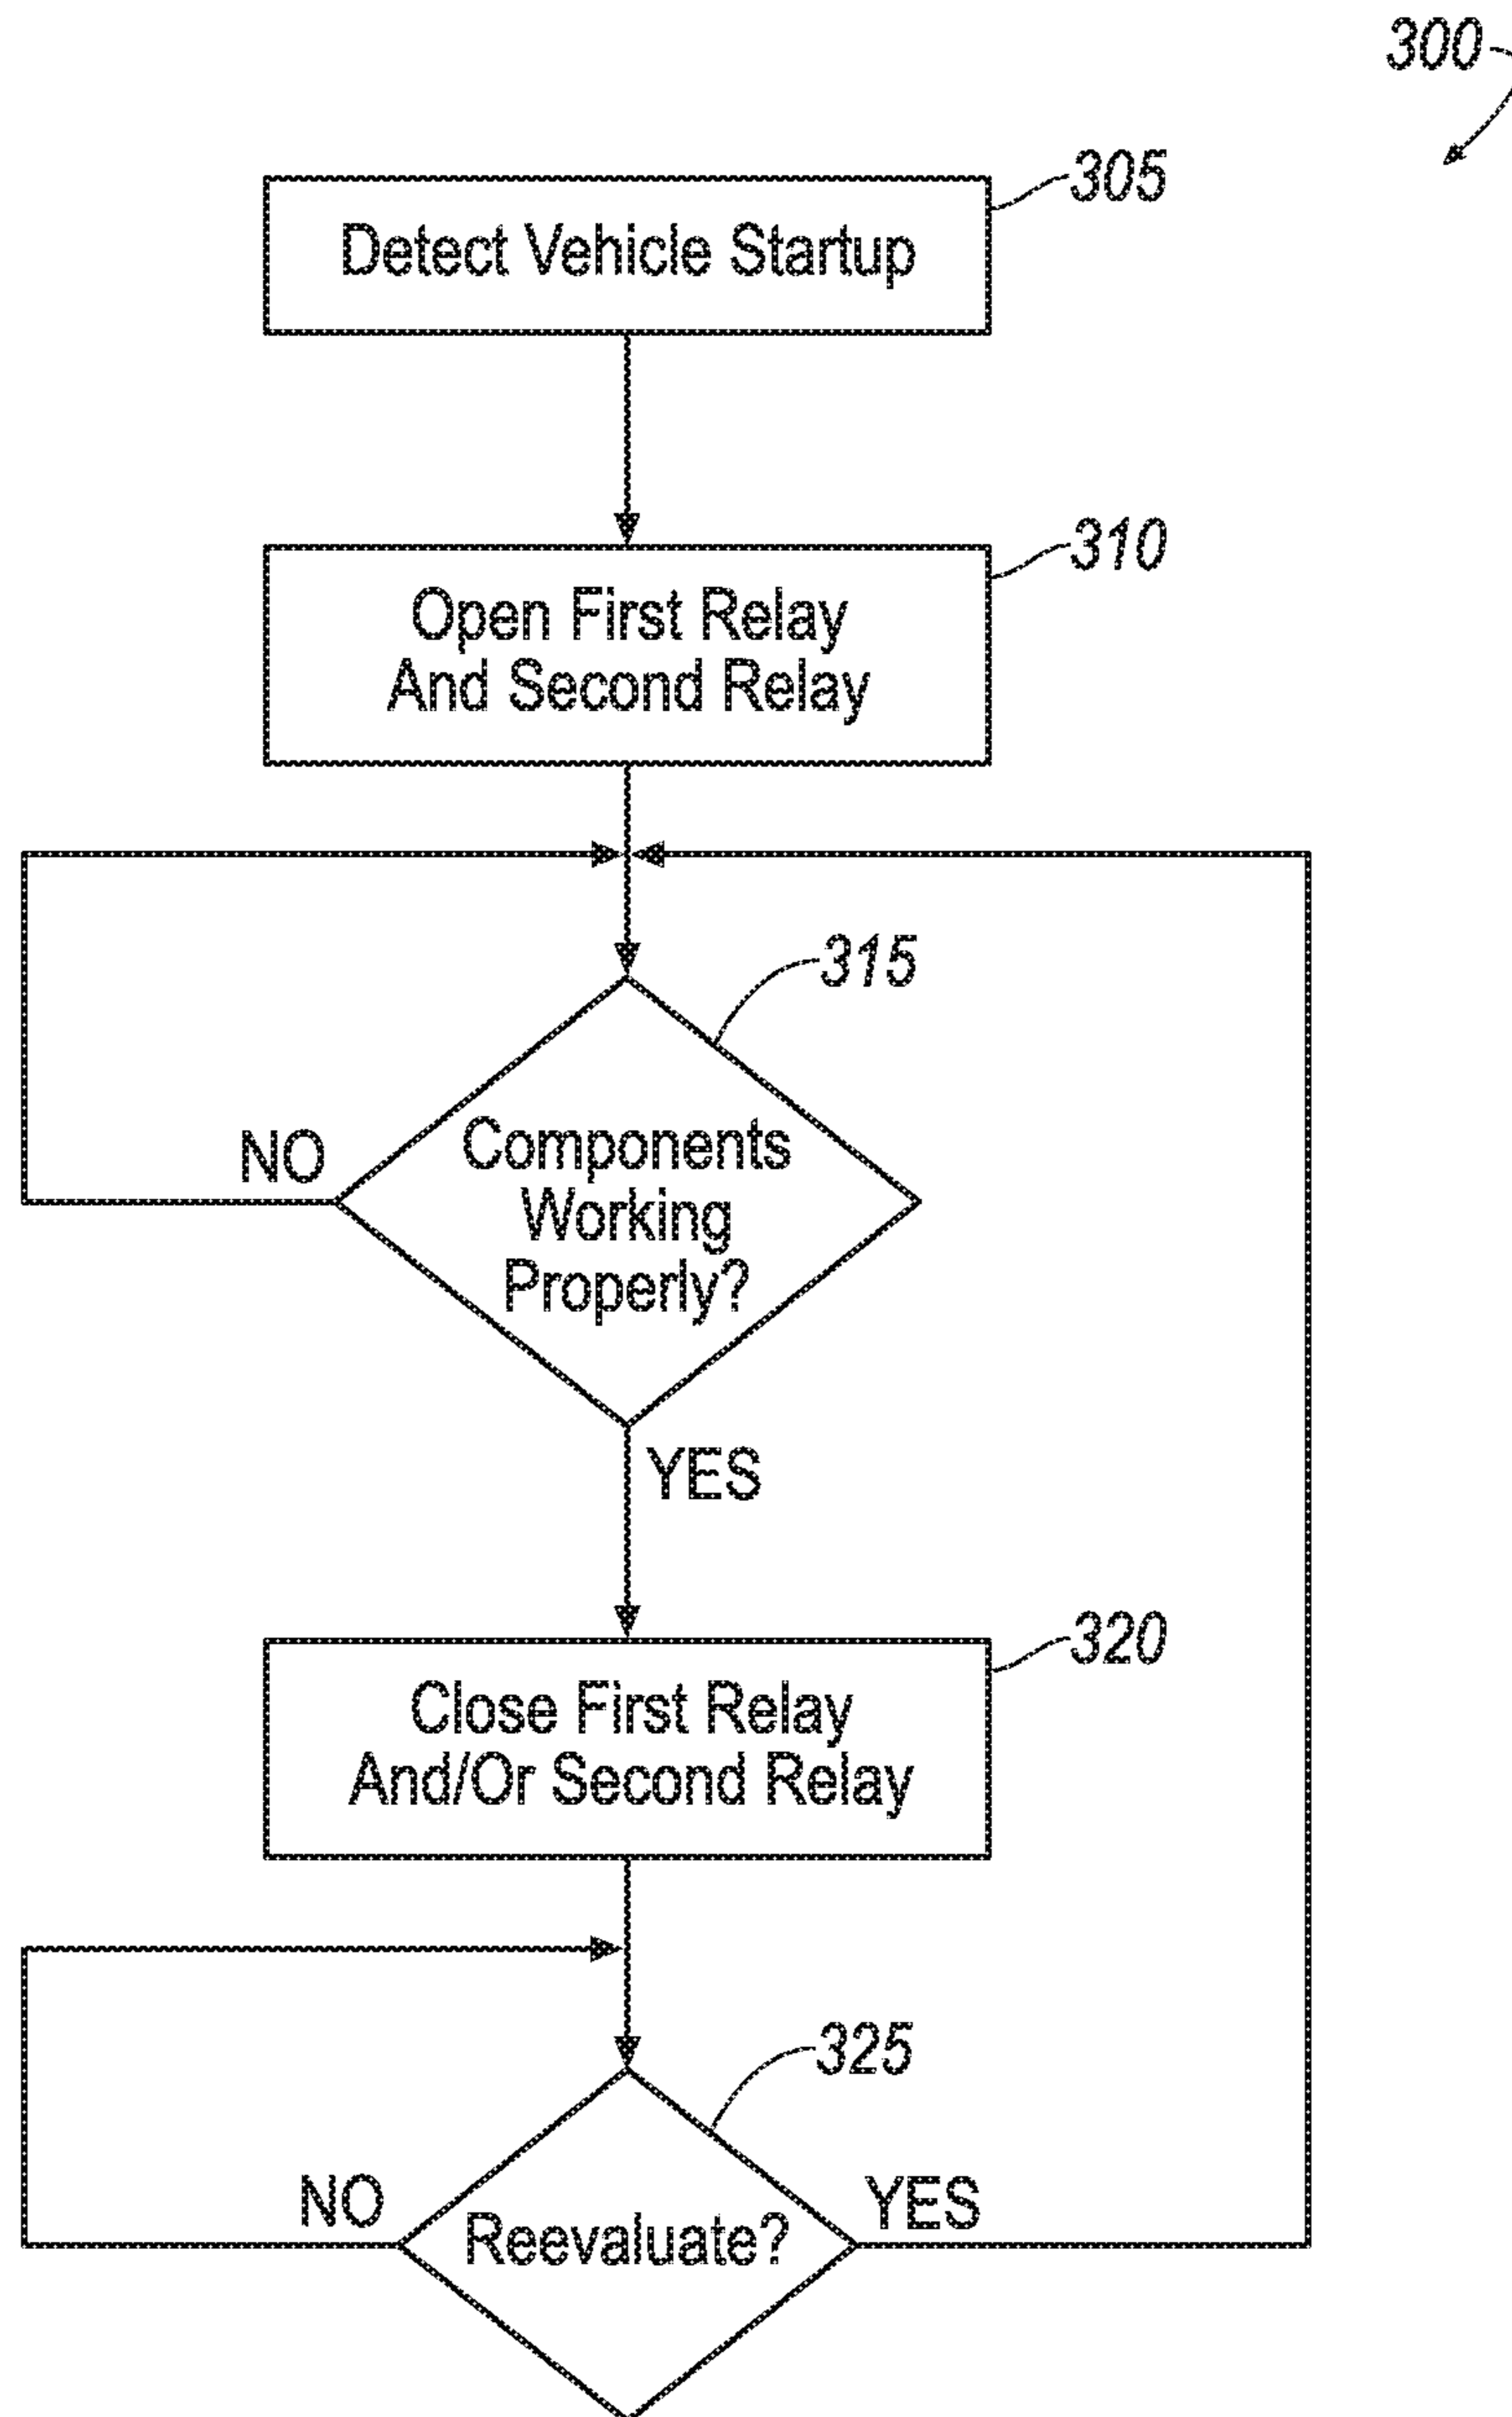 300
305
Detect Vehicle Startup
310
Open First Relay
And Second Relay
315
Components
Working
Properly?
NO
YES
320
Close First Relay
And/Or Second Relay
325
NO
Reevaluate?
YES